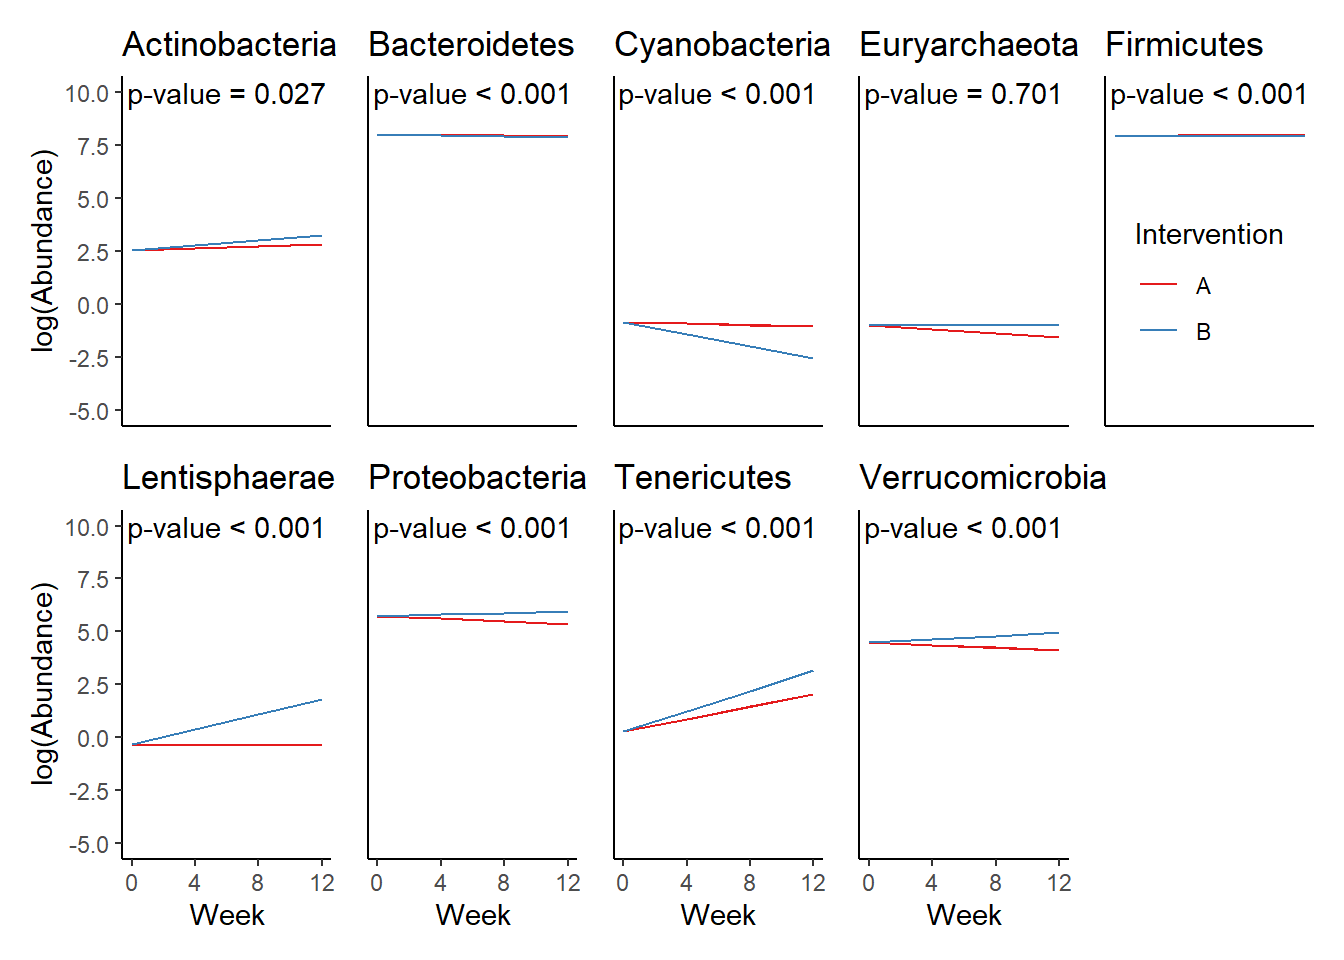 Actinobacteria
Bacteroidetes
Cyanobacteria
Euryarchaeota
Firmicutes
p-value = 0.027
p-value < 0.001
p-value < 0.001
p-value = 0.701
p-value < 0.001
log(Abundance)
10.0
7.5
5.0
2.5
0.0
-2.5
-5.0
Intervention
A
B
Lentisphaerae
Proteobacteria
Tenericutes
Verrucomicrobia
p-value < 0.001
p-value < 0.001
p-value < 0.001
p-value < 0.001
log(Abundance)
10.0
7.5
5.0
2.5
0.0
-2.5
-5.0
0 4 8 12
0 4 8 12
0 4 8 12
0 4 8 12
Week
Week
Week
Week